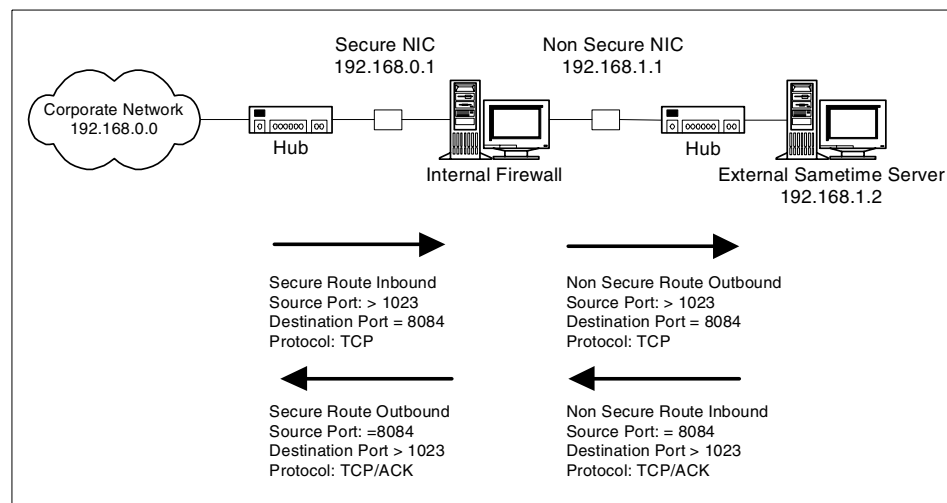 Secure NIC
192.168.0.1
Non Secure NIC
192.168.1.1
Corporate Network
192.168.0.0
Hub
Internal Firewall
Hub
External Sametime Server
192.168.1.2
Secure Route Inbound
Source Port: > 1023
Destination Port = 8084
Protocol: TCP
Non Secure Route Outbound
Source Port: > 1023
Destination Port = 8084
Protocol: TCP
Secure Route Outbound
Source Port: =8084
Destination Port > 1023
Protocol: TCP/ACK
Non Secure Route Inbound
Source Port: = 8084
Destination Port > 1023
Protocol: TCP/ACK